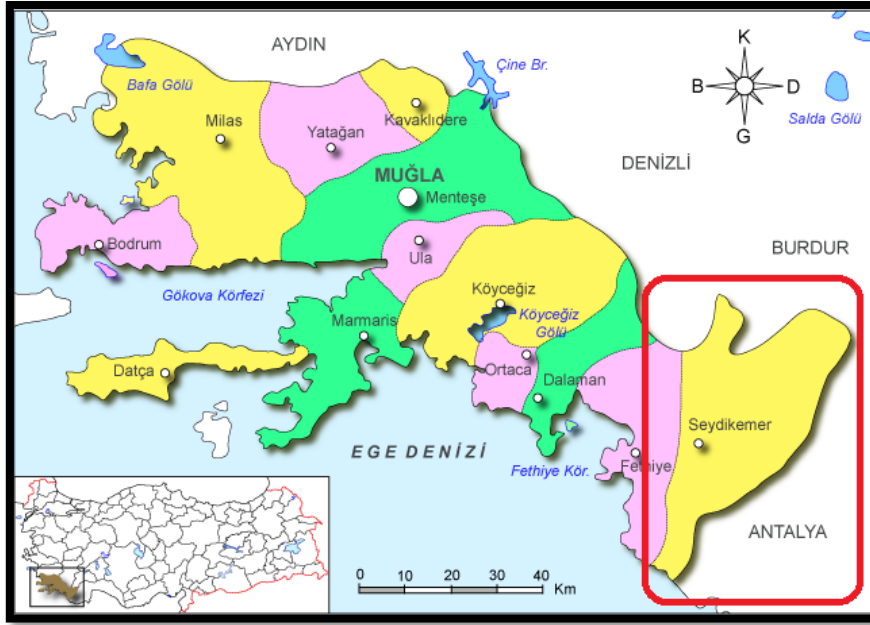 AYDIN
K
B
D
G
Çine Br.
Bafa Gölü
Salda Gölü
Milas
Kavaklıdere
Yatağan
DENİZLİ
MUĞLA
Menteşe
Bodrum
Ula
BURDUR
Gökova Körfezi
Köyceğiz
Köyceğiz
Gölü
Marmaris
Ortaca
Datça
Dalaman
Seydikemer
EGE DENİZİ
Fethiye Kör.
Fethiye
ANTALYA
0 10 20 30 40
Km